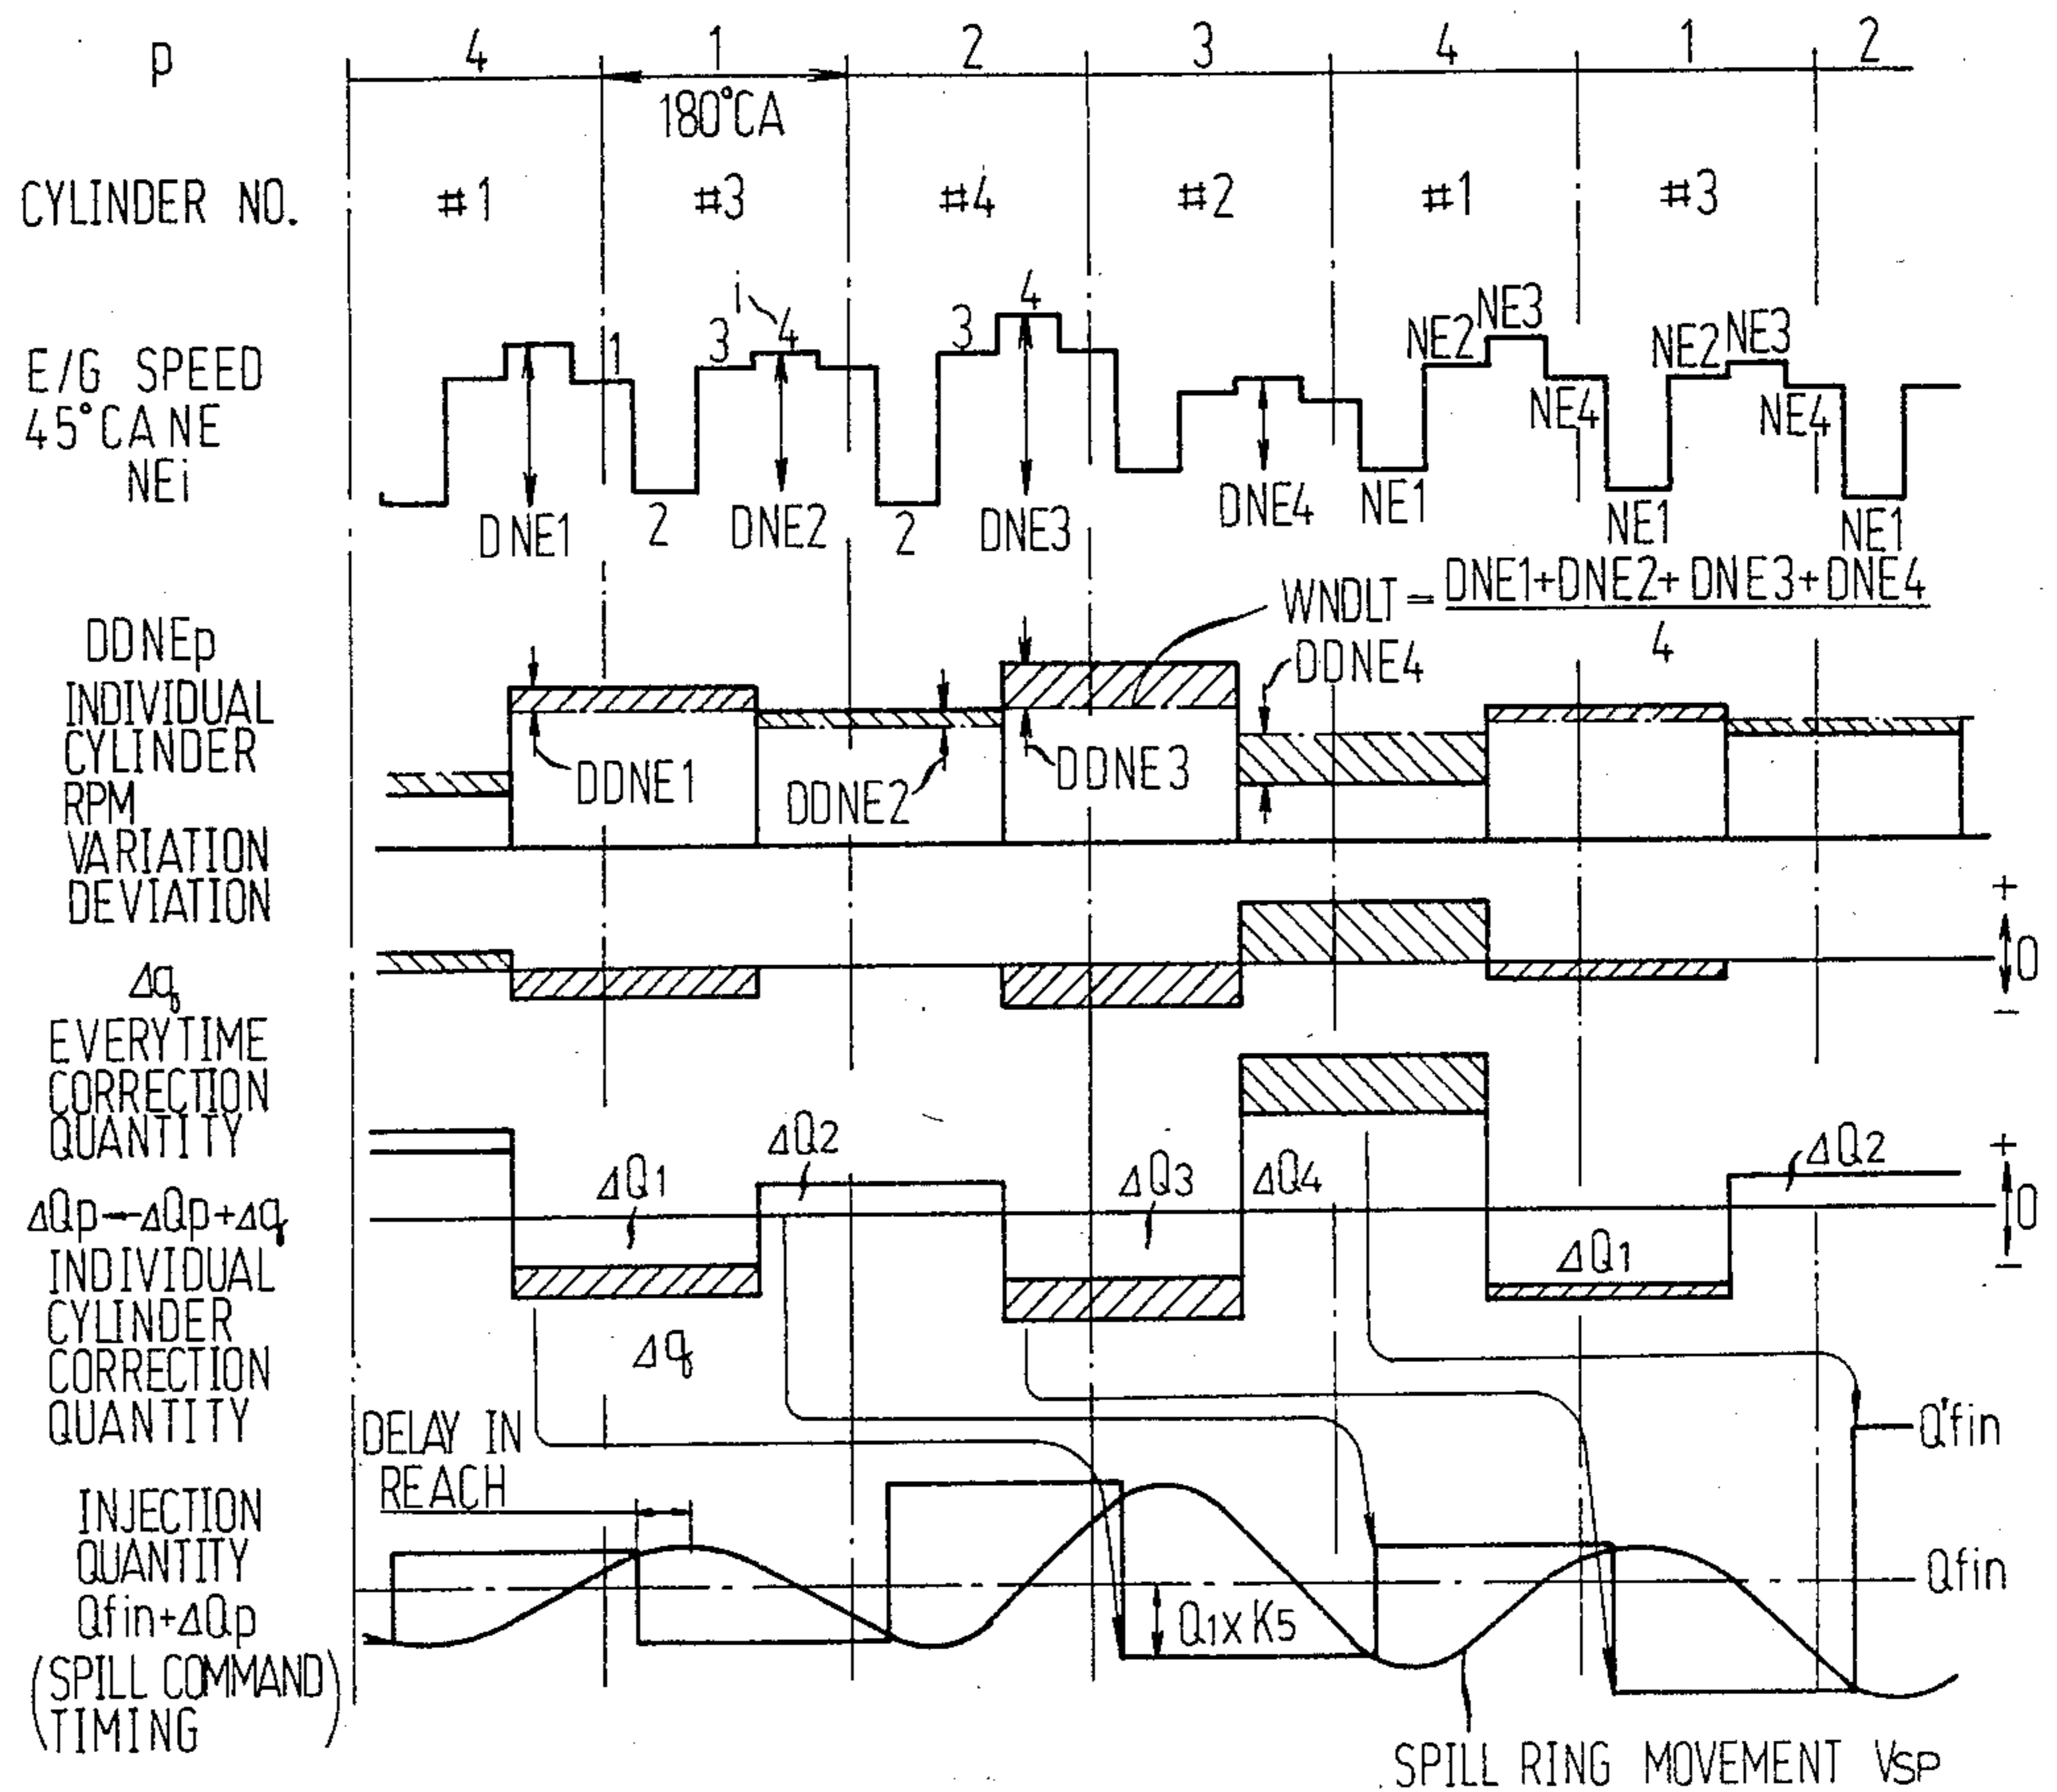 p 4 1 2 3 4 1 2
180°CA
CYLINDER NO. #1 #3 #4 #2 #1 #3
i
1 3 4 3 4 NE2 NE3 NE2 NE3
E/G SPEED
45°CA NE
NEi
NE4 NE4
DNE1 2 DNE2 2 DNE3 DNE4 NE1 NE1 NE1
WNDLT = DNE1+DNE2+DNE3+DNE4
4
DDNEp
INDIVIDUAL
CYLINDER
RPM
VARIATION
DEVIATION
DDNE1 DDNE2 DDNE3 DDNE4
+
0
-
Δq
EVERYTIME
CORRECTION
QUANTITY
ΔQ1 ΔQ2 ΔQ3 ΔQ4 ΔQ1 ΔQ2
+
0
-
ΔQp←ΔQp+Δq
INDIVIDUAL
CYLINDER
CORRECTION
QUANTITY
Δq
DELAY IN
REACH
Q'fin
INJECTION
QUANTITY
Qfin+ΔQp
(SPILL COMMAND)
TIMING
Qfin
Q1xK5
SPILL RING MOVEMENT VSP